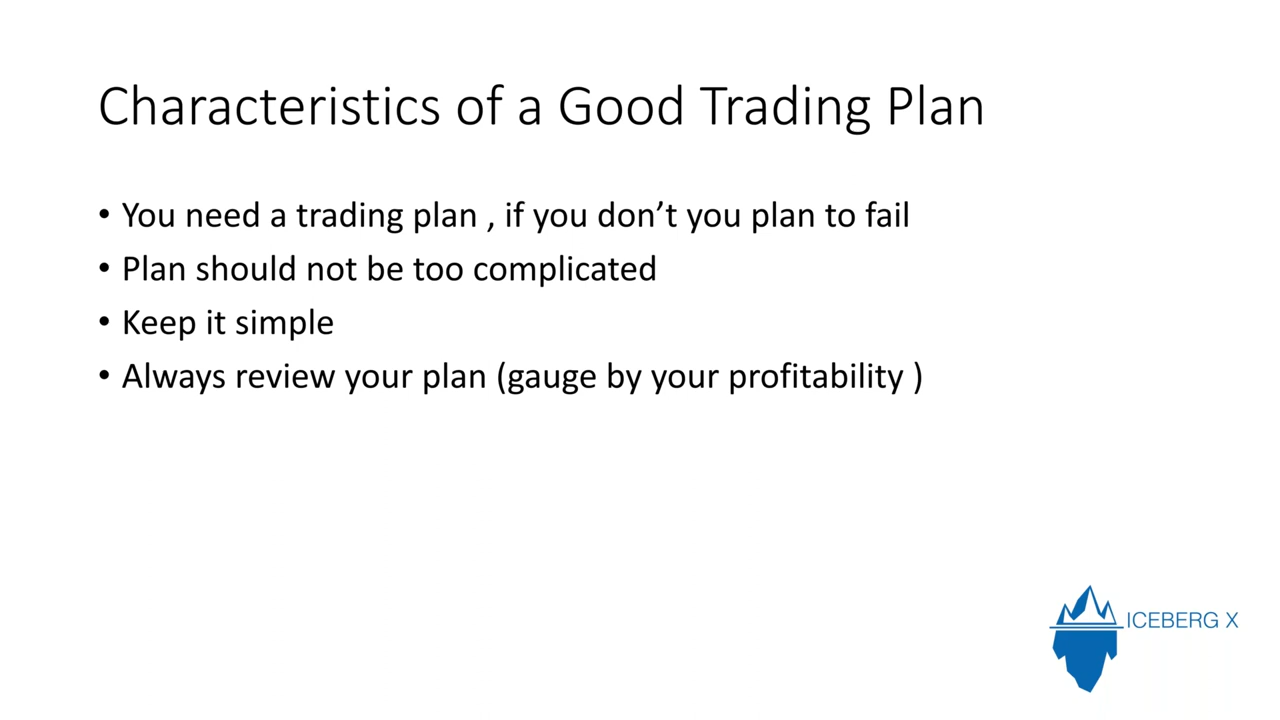 Characteristics of a Good Trading Plan
• You need a trading plan , if you don’t you plan to fail
• Plan should not be too complicated
• Keep it simple
• Always review your plan (gauge by your profitability )
ICEBERG X